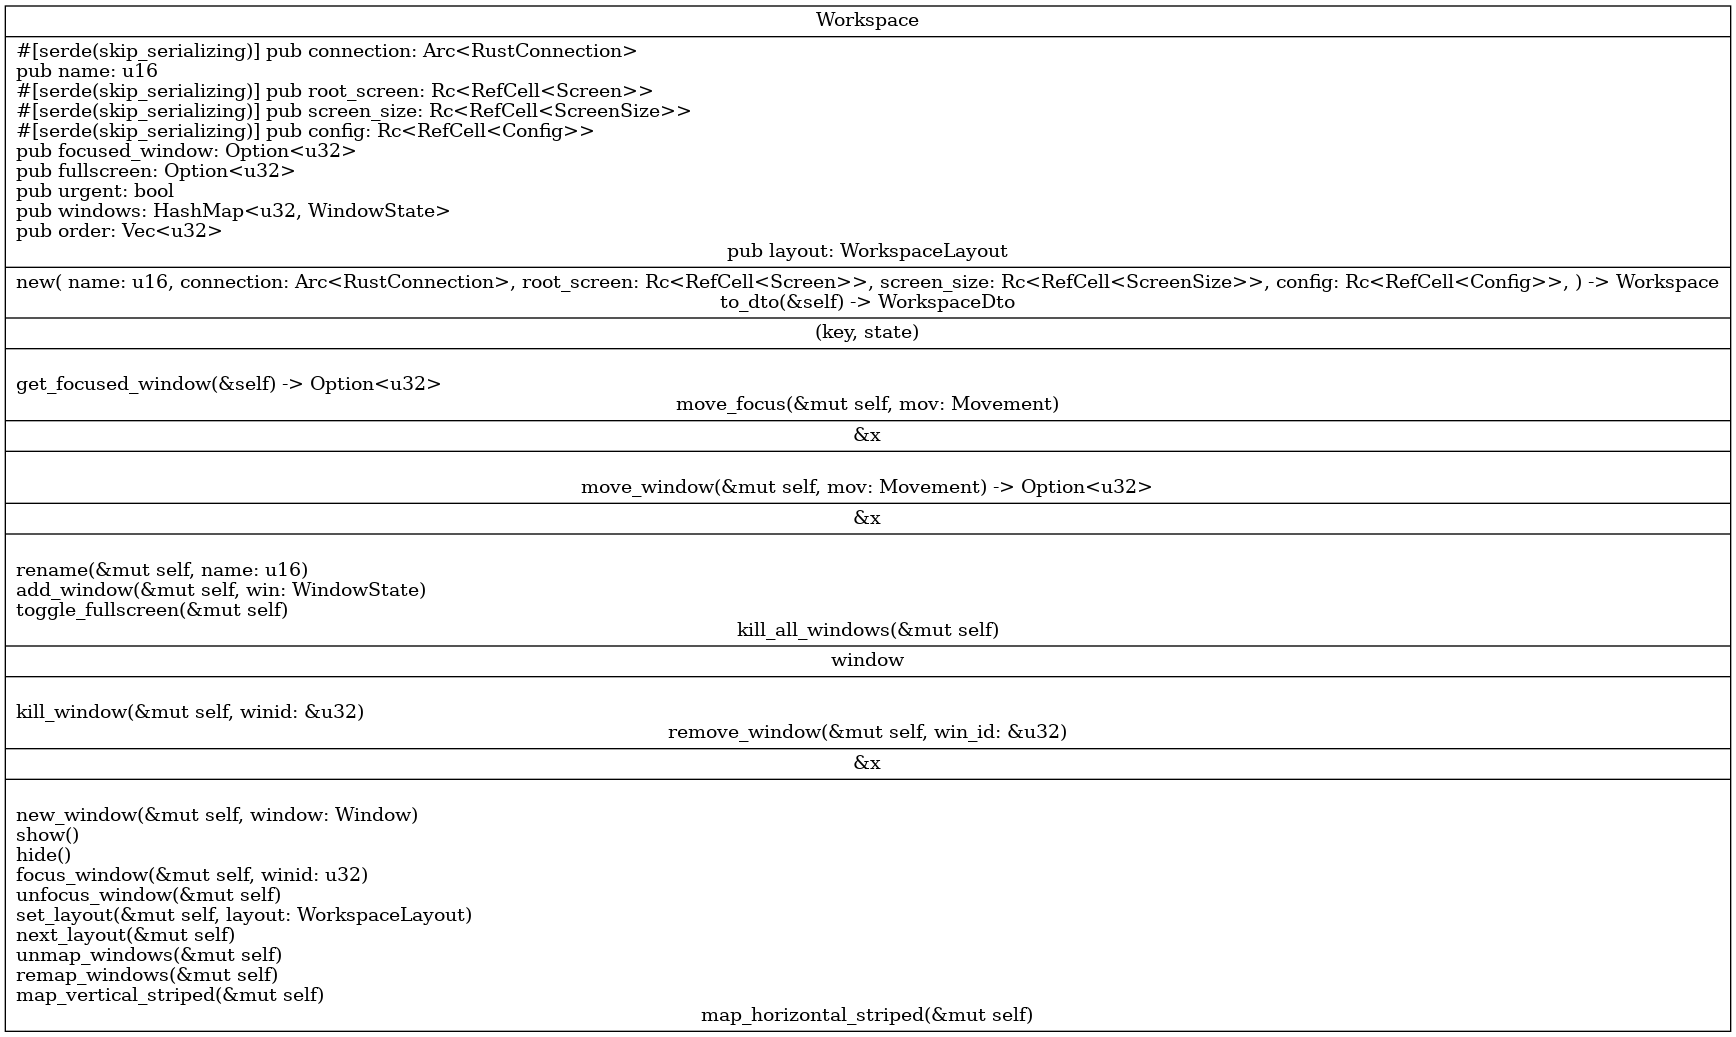 Workspace
#[serde(skip_serializing)] pub connection: Arc<RustConnection>
pub name: u16
#[serde(skip_serializing)] pub root_screen: Rc<RefCell<Screen>>
#[serde(skip_serializing)] pub screen_size: Rc<RefCell<ScreenSize>>
#[serde(skip_serializing)] pub config: Rc<RefCell<Config>>
pub focused_window: Option<u32>
pub fullscreen: Option<u32>
pub urgent: bool
pub windows: HashMap<u32, WindowState>
pub order: Vec<u32>
pub layout: WorkspaceLayout
new( name: u16, connection: Arc<RustConnection>, root_screen: Rc<RefCell<Screen>>, screen_size: Rc<RefCell<ScreenSize>>, config: Rc<RefCell<Config>>, ) -> Workspace
to_dto(&self) -> WorkspaceDto
(key, state)
get_focused_window(&self) -> Option<u32>
move_focus(&mut self, mov: Movement)
&x
move_window(&mut self, mov: Movement) -> Option<u32>
&x
rename(&mut self, name: u16)
add_window(&mut self, win: WindowState)
toggle_fullscreen(&mut self)
kill_all_windows(&mut self)
window
kill_window(&mut self, winid: &u32)
remove_window(&mut self, win_id: &u32)
&x
new_window(&mut self, window: Window)
show()
hide()
focus_window(&mut self, winid: u32)
unfocus_window(&mut self)
set_layout(&mut self, layout: WorkspaceLayout)
next_layout(&mut self)
unmap_windows(&mut self)
remap_windows(&mut self)
map_vertical_striped(&mut self)
map_horizontal_striped(&mut self)